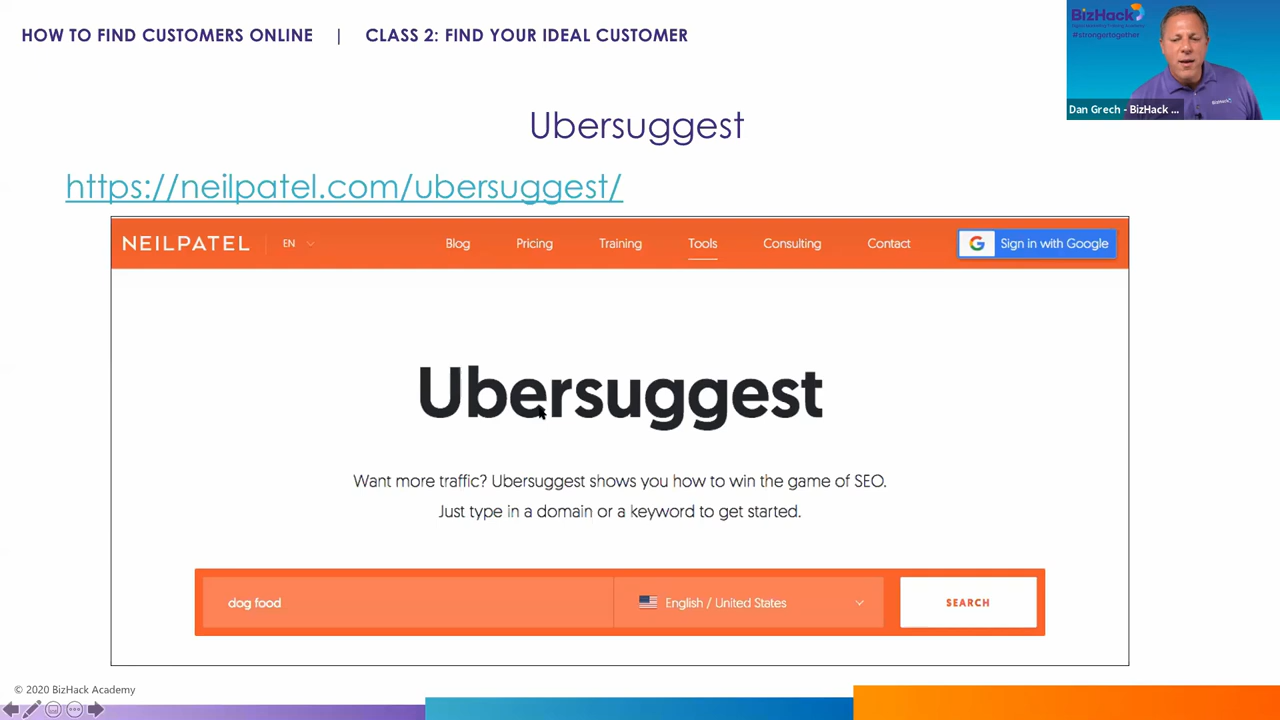 HOW TO FIND CUSTOMERS ONLINE | CLASS 2: FIND YOUR IDEAL CUSTOMER
BizHack
#strongertogether
BizHack
Dan Grech - BizHack ...
Ubersuggest
https://neilpatel.com/ubersuggest/
NEILPATEL EN Blog Pricing Training Tools Consulting Contact G Sign in with Google
Ubersuggest
Want more traffic? Ubersuggest shows you how to win the game of SEO.
Just type in a domain or a keyword to get started.
dog food English / United States SEARCH
© 2020 BizHack Academy